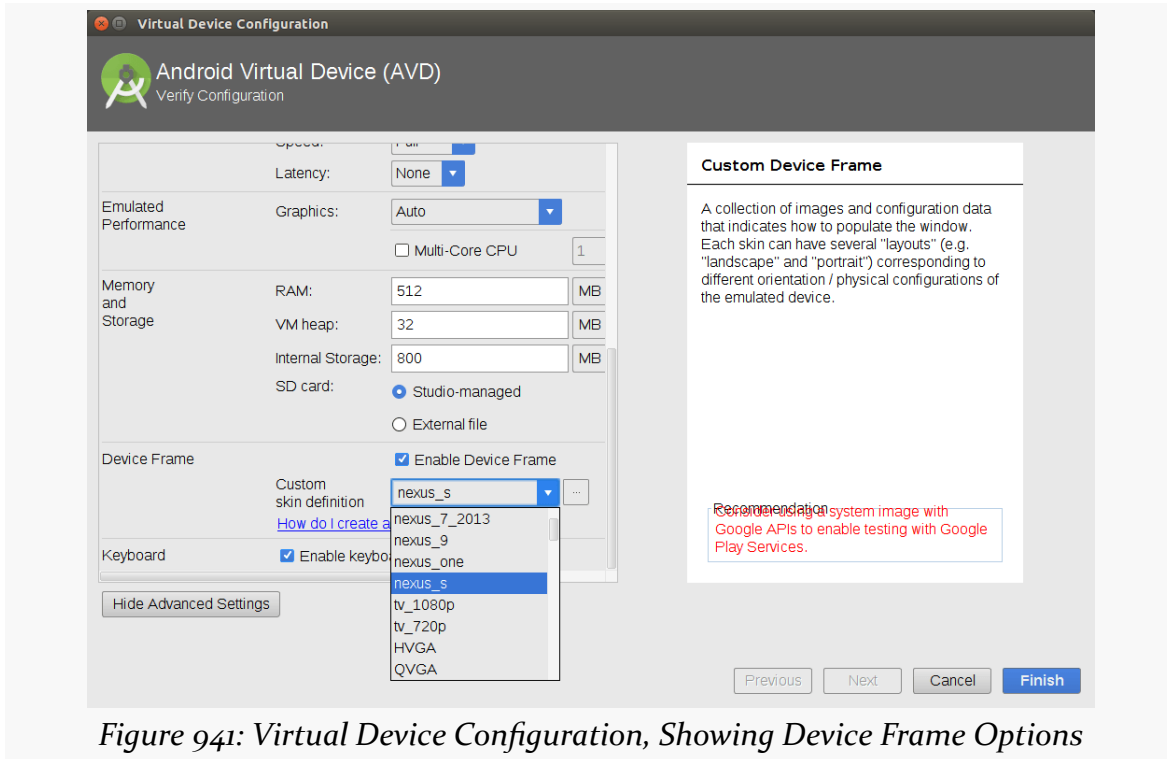 Virtual Device Configuration
Android Virtual Device (AVD)
Verify Configuration
Speed: Full
Latency: None
Emulated
Performance
Graphics: Auto
Multi-Core CPU 1
Memory
and
Storage
RAM: 512 MB
VM heap: 32 MB
Internal Storage: 800 MB
SD card: Studio-managed
External file
Device Frame
Enable Device Frame
Custom
skin definition
nexus_s ...
How do I create a
nexus_7_2013
nexus_9
nexus_one
nexus_s
tv_1080p
tv_720p
HVGA
QVGA
Keyboard
Enable keybo
Hide Advanced Settings
Custom Device Frame
A collection of images and configuration data
that indicates how to populate the window.
Each skin can have several "layouts" (e.g.
"landscape" and "portrait") corresponding to
different orientation / physical configurations of
the emulated device.
Recommendation
Consider using a system image with
Google APIs to enable testing with Google
Play Services.
Previous
Next
Cancel
Finish
Figure 941: Virtual Device Configuration, Showing Device Frame Options